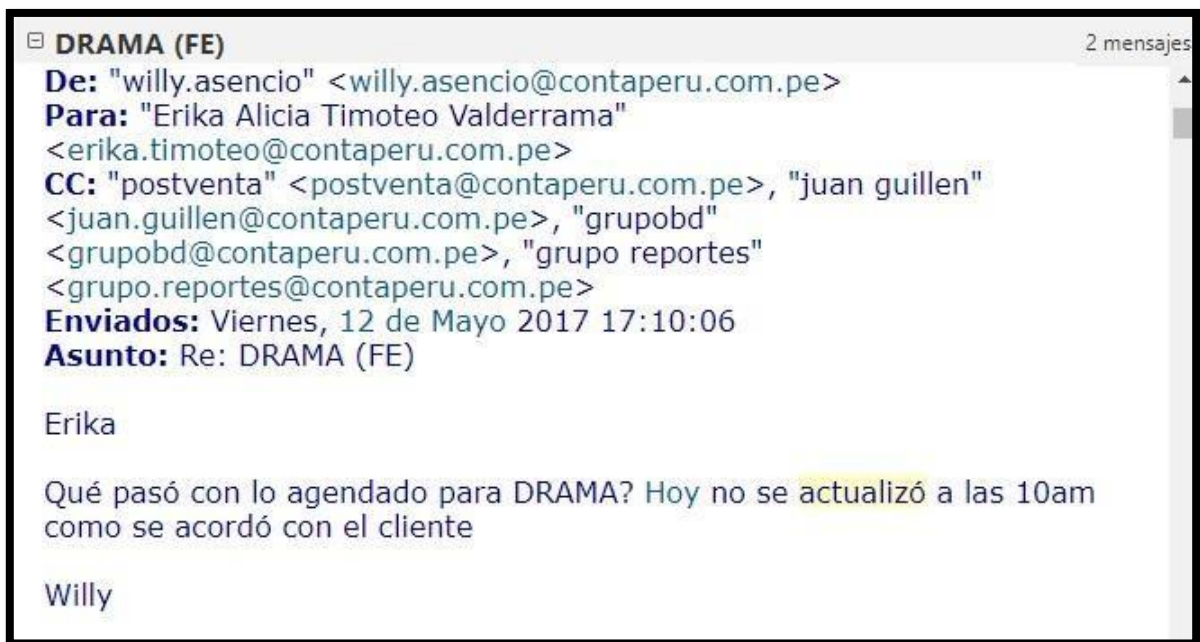 DRAMA (FE)
2 mensajes
De: "willy.asencio" <willy.asencio@contaperu.com.pe>
Para: "Erika Alicia Timoteo Valderrama"
<erika.timoteo@contaperu.com.pe>
CC: "postventa" <postventa@contaperu.com.pe>, "juan guillen"
<juan.guillen@contaperu.com.pe>, "grupobd"
<grupobd@contaperu.com.pe>, "grupo reportes"
<grupo.reportes@contaperu.com.pe>
Enviados: Viernes, 12 de Mayo 2017 17:10:06
Asunto: Re: DRAMA (FE)
Erika
Qué pasó con lo agendado para DRAMA? Hoy no se actualizó a las 10am
como se acordó con el cliente
Willy